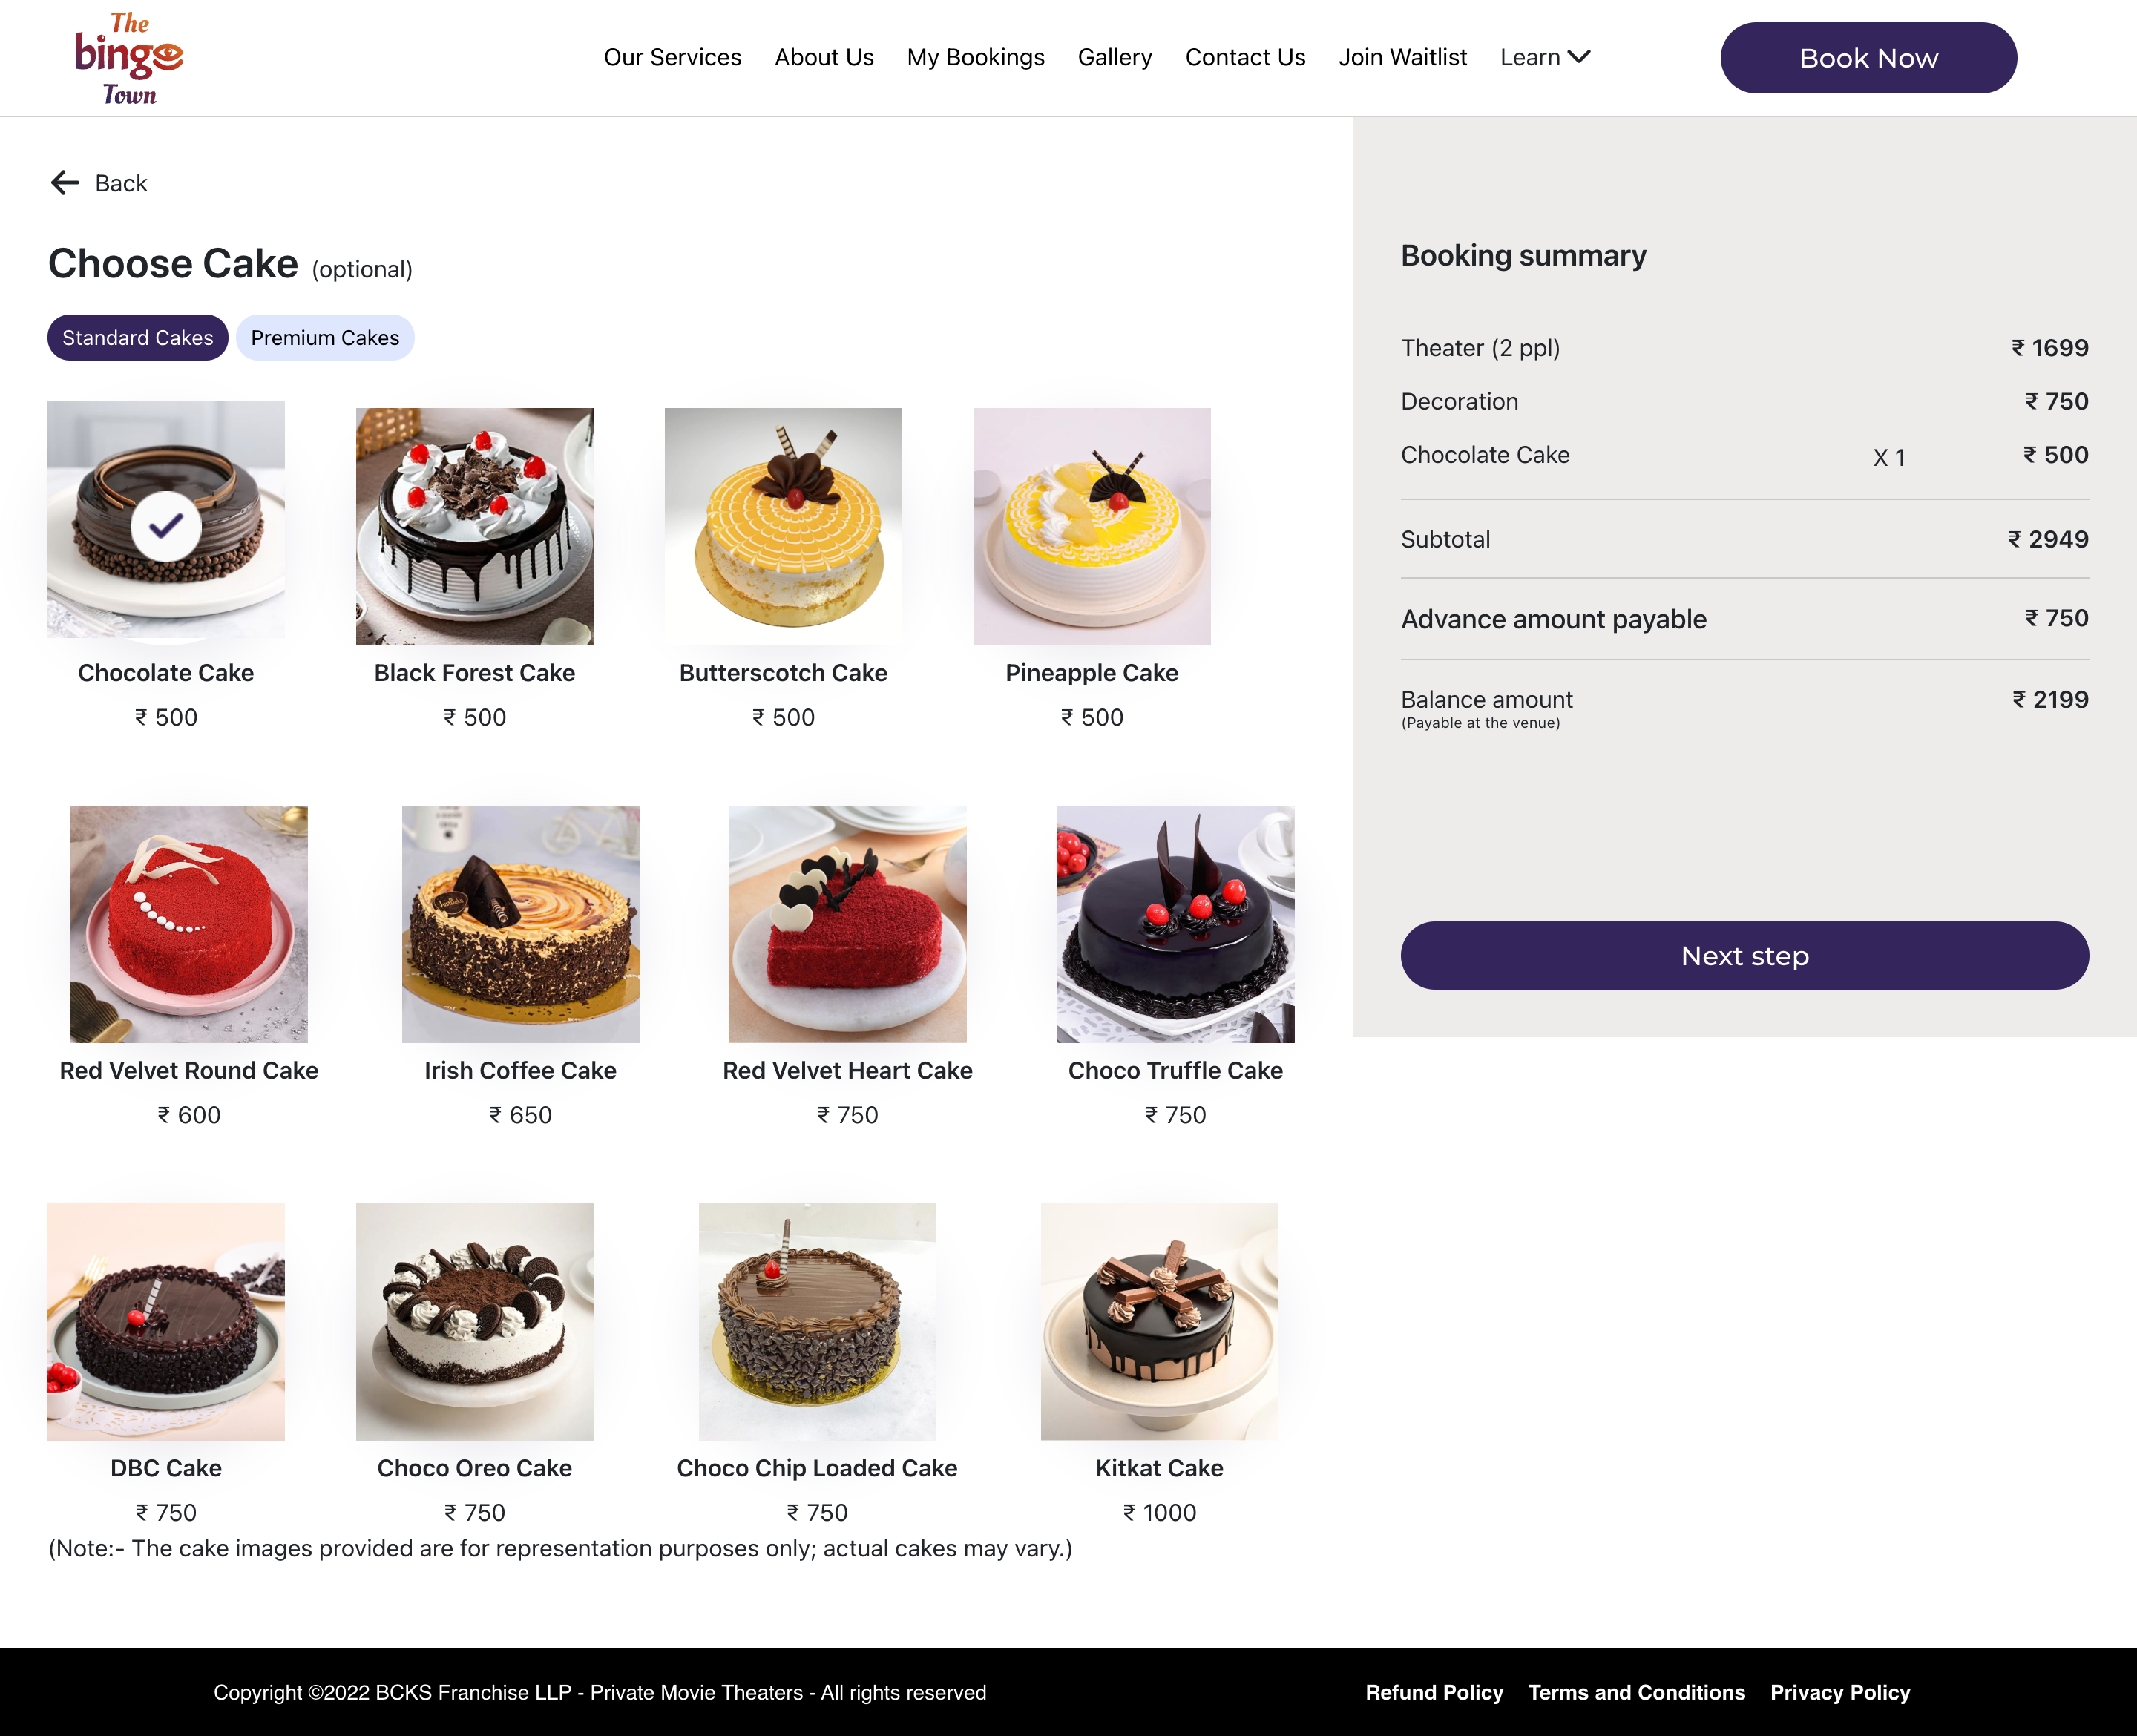 The
bingo
Town
Our Services About Us My Bookings Gallery Contact Us Join Waitlist Learn
Book Now
Back
Choose Cake (optional)
Standard Cakes Premium Cakes
Chocolate Cake
₹ 500
Black Forest Cake
₹ 500
Butterscotch Cake
₹ 500
Pineapple Cake
₹ 500
Red Velvet Round Cake
₹ 600
Irish Coffee Cake
₹ 650
Red Velvet Heart Cake
₹ 750
Choco Truffle Cake
₹ 750
DBC Cake
₹ 750
Choco Oreo Cake
₹ 750
Choco Chip Loaded Cake
₹ 750
Kitkat Cake
₹ 1000
(Note:- The cake images provided are for representation purposes only; actual cakes may vary.)
Booking summary
Theater (2 ppl) ₹ 1699
Decoration ₹ 750
Chocolate Cake X 1 ₹ 500
Subtotal ₹ 2949
Advance amount payable ₹ 750
Balance amount ₹ 2199
(Payable at the venue)
Next step
Copyright ©2022 BCKS Franchise LLP - Private Movie Theaters - All rights reserved
Refund Policy Terms and Conditions Privacy Policy